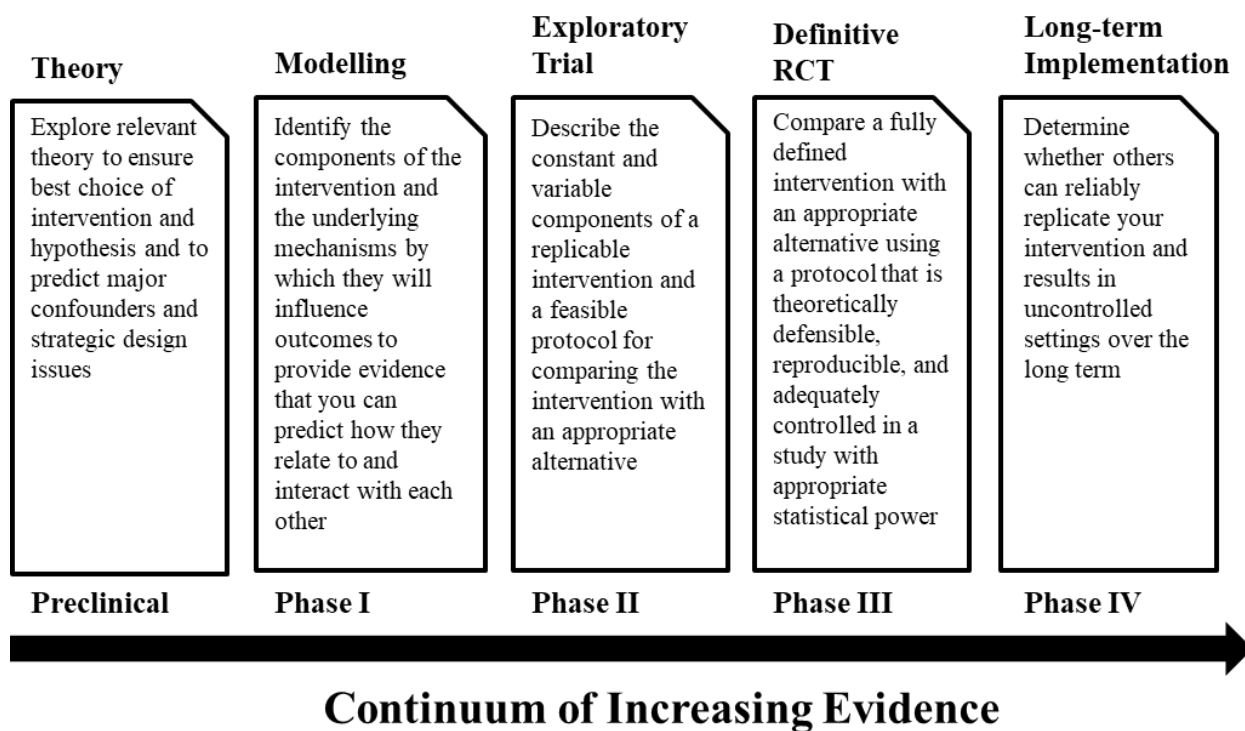 Theory
Explore relevant
theory to ensure
best choice of
intervention and
hypothesis and to
predict major
confounders and
strategic design
issues
Preclinical
Modelling
Identify the
components of the
intervention and
the underlying
mechanisms by
which they will
influence
outcomes to
provide evidence
that you can
predict how they
relate to and
interact with each
other
Phase I
Exploratory
Trial
Describe the
constant and
variable
components of a
replicable
intervention and
a feasible
protocol for
comparing the
intervention with
an appropriate
alternative
Phase II
Definitive
RCT
Compare a fully
defined
intervention with
an appropriate
alternative using
a protocol that is
theoretically
defensible,
reproducible, and
adequately
controlled in a
study with
appropriate
statistical power
Phase III
Long-term
Implementation
Determine
whether others
can reliably
replicate your
intervention and
results in
uncontrolled
settings over the
long term
Phase IV
Continuum of Increasing Evidence